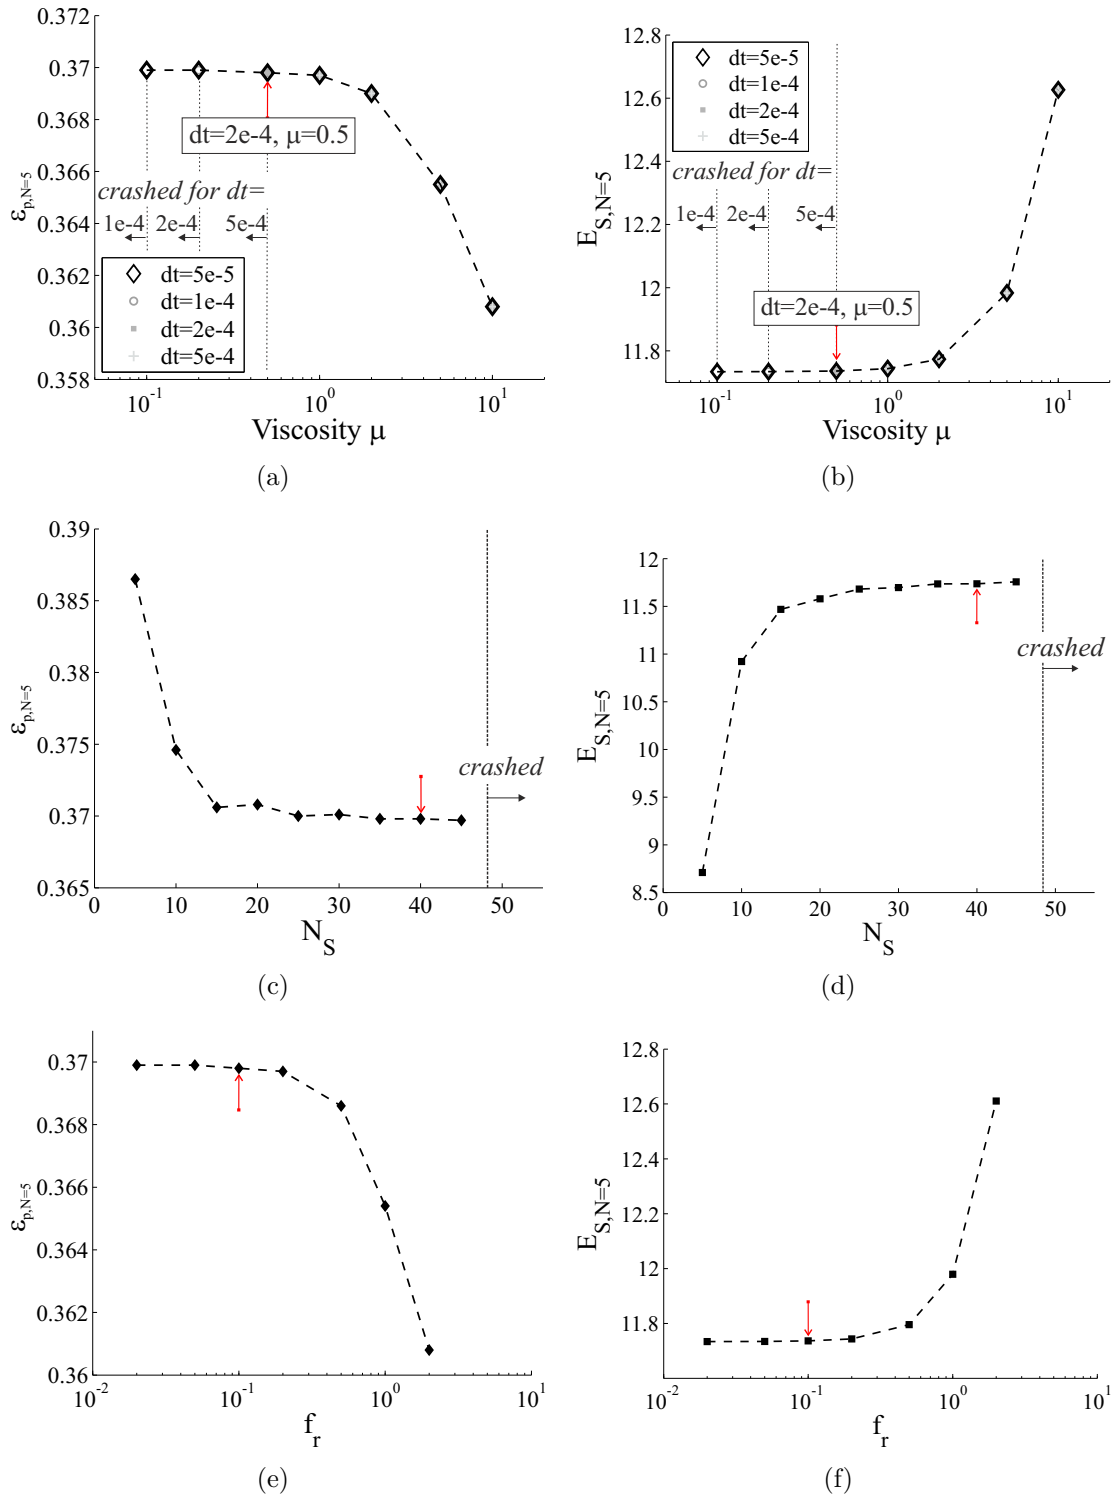 0.372
0.37
0.368
0.366
0.364
0.362
0.36
0.358
ε p,N=5
dt=2e-4, μ=0.5
crashed for dt=
1e-4
2e-4
5e-4
dt=5e-5
dt=1e-4
dt=2e-4
dt=5e-4
10^-1
10^0
10^1
Viscosity μ
(a)
12.8
12.6
12.4
12.2
12
11.8
E S,N=5
dt=5e-5
dt=1e-4
dt=2e-4
dt=5e-4
crashed for dt=
1e-4
2e-4
5e-4
dt=2e-4, μ=0.5
10^-1
10^0
10^1
Viscosity μ
(b)
0.39
0.385
0.38
0.375
0.37
0.365
ε p,N=5
crashed
0
10
20
30
40
50
N_S
(c)
12
11.5
11
10.5
10
9.5
9
8.5
E S,N=5
crashed
0
10
20
30
40
50
N_S
(d)
0.37
0.368
0.366
0.364
0.362
0.36
ε p,N=5
10^-2
10^-1
10^0
10^1
f_r
(e)
12.8
12.6
12.4
12.2
12
11.8
E S,N=5
10^-2
10^-1
10^0
10^1
f_r
(f)